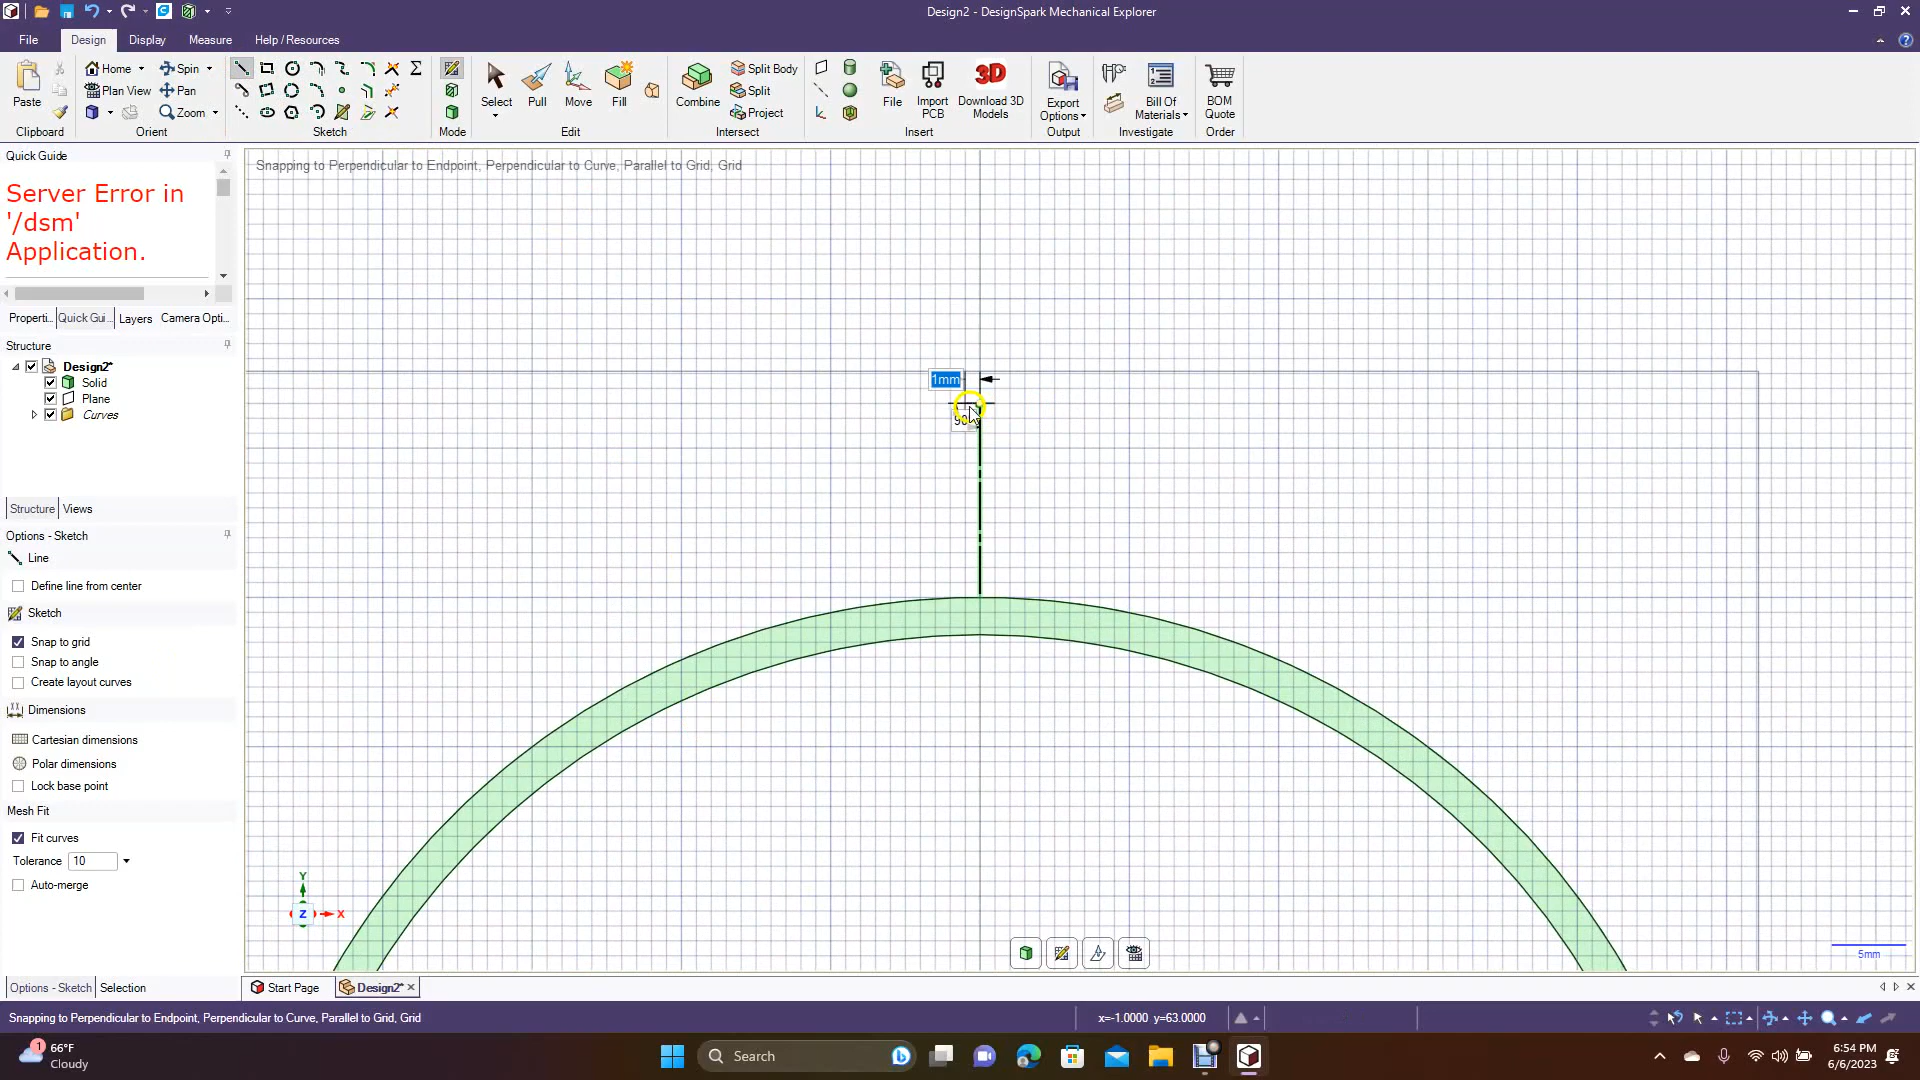 Design2 - DesignSpark Mechanical Explorer
File
Design
Display
Measure
Help / Resources
Paste
Clipboard
Home
Spin
Plan View
Pan
Zoom
Orient
Sketch
Mode
Select
Pull
Move
Fill
Edit
Combine
Split Body
Split
Project
Intersect
File
Import PCB
Download 3D Models
Insert
Export Options
Output
Bill Of Materials
Investigate
BOM Quote
Order
Quick Guide
Server Error in
'/dsm'
Application.
Properti...
Quick Gui...
Layers
Camera Opti...
Structure
Design2*
Solid
Plane
Curves
Structure
Views
Options - Sketch
Line
Define line from center
Sketch
Snap to grid
Snap to angle
Create layout curves
Dimensions
Cartesian dimensions
Polar dimensions
Lock base point
Mesh Fit
Fit curves
Tolerance 10
Auto-merge
Options - Sketch
Selection
Snapping to Perpendicular to Endpoint, Perpendicular to Curve, Parallel to Grid, Grid
1mm
Y
Z
X
5mm
Start Page
Design2*
Snapping to Perpendicular to Endpoint, Perpendicular to Curve, Parallel to Grid, Grid
x=-1.0000 y=63.0000
1
66°F
Cloudy
Search
6:54 PM
6/6/2023